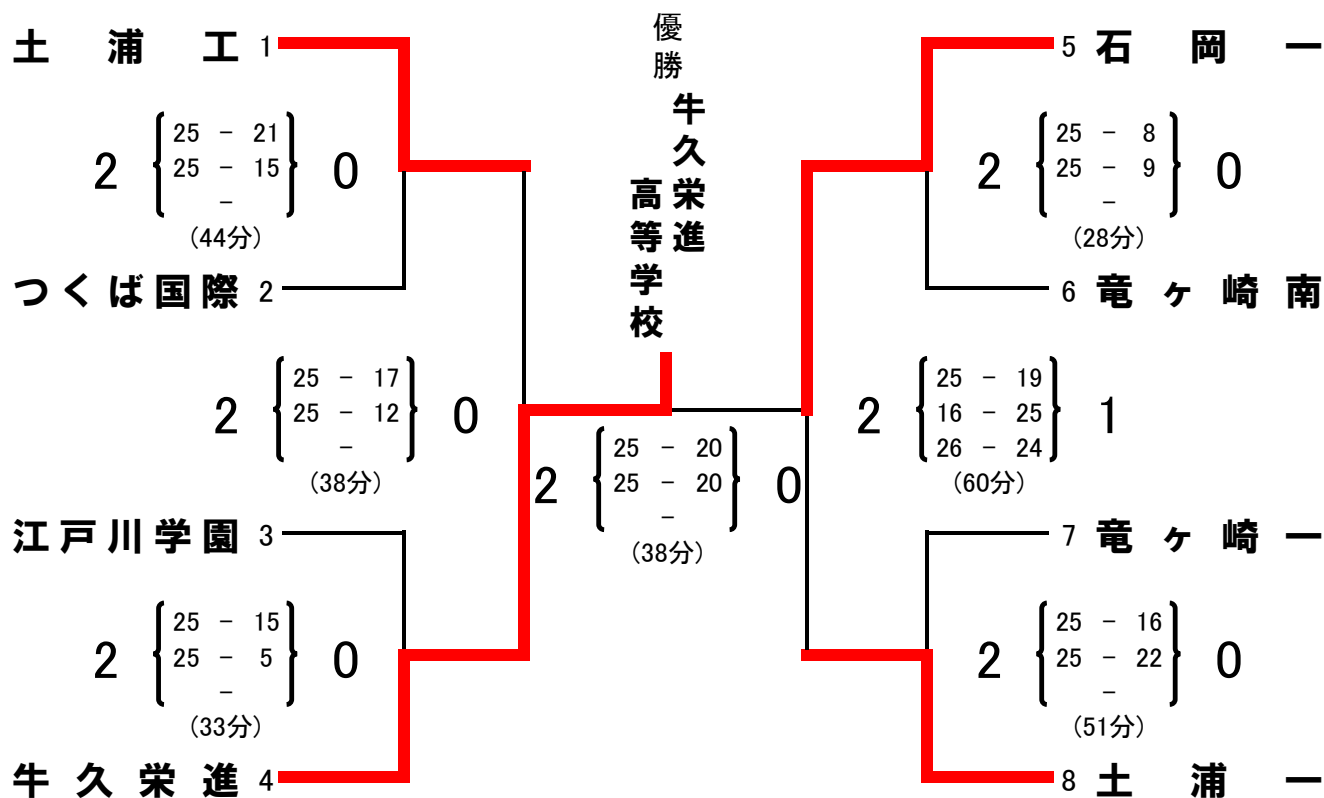 優勝
牛久栄進
高等学校
土浦工 1
2 25 - 21 0
25 - 15
-
(44分)
つくば国際 2
2 25 - 17 0
25 - 12
-
(38分)
江戸川学園 3
2 25 - 15 0
25 - 5
-
(33分)
牛久栄進 4
2 25 - 20 0
25 - 20
-
(38分)
5 石岡一
2 25 - 8 0
25 - 9
-
(28分)
6 竜ヶ崎南
2 25 - 19 1
16 - 25
26 - 24
(60分)
7 竜ヶ崎一
2 25 - 16 0
25 - 22
-
(51分)
8 土浦一